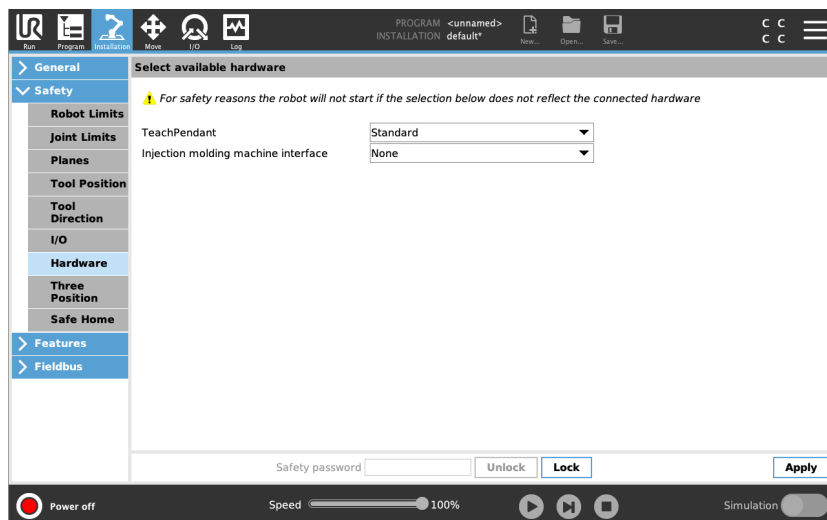 PROGRAM <unnamed>
INSTALLATION default*
C C
C C
Run Program Installation Move I/O Log New... Open... Save...
General
Select available hardware
Safety
For safety reasons the robot will not start if the selection below does not reflect the connected hardware
Robot Limits
Joint Limits
Planes
Tool Position
Tool
Direction
I/O
Hardware
Three
Position
Safe Home
Features
Fieldbus
TeachPendant Standard
Injection molding machine interface None
Safety password Unlock Lock Apply
Power off Speed 100% Simulation